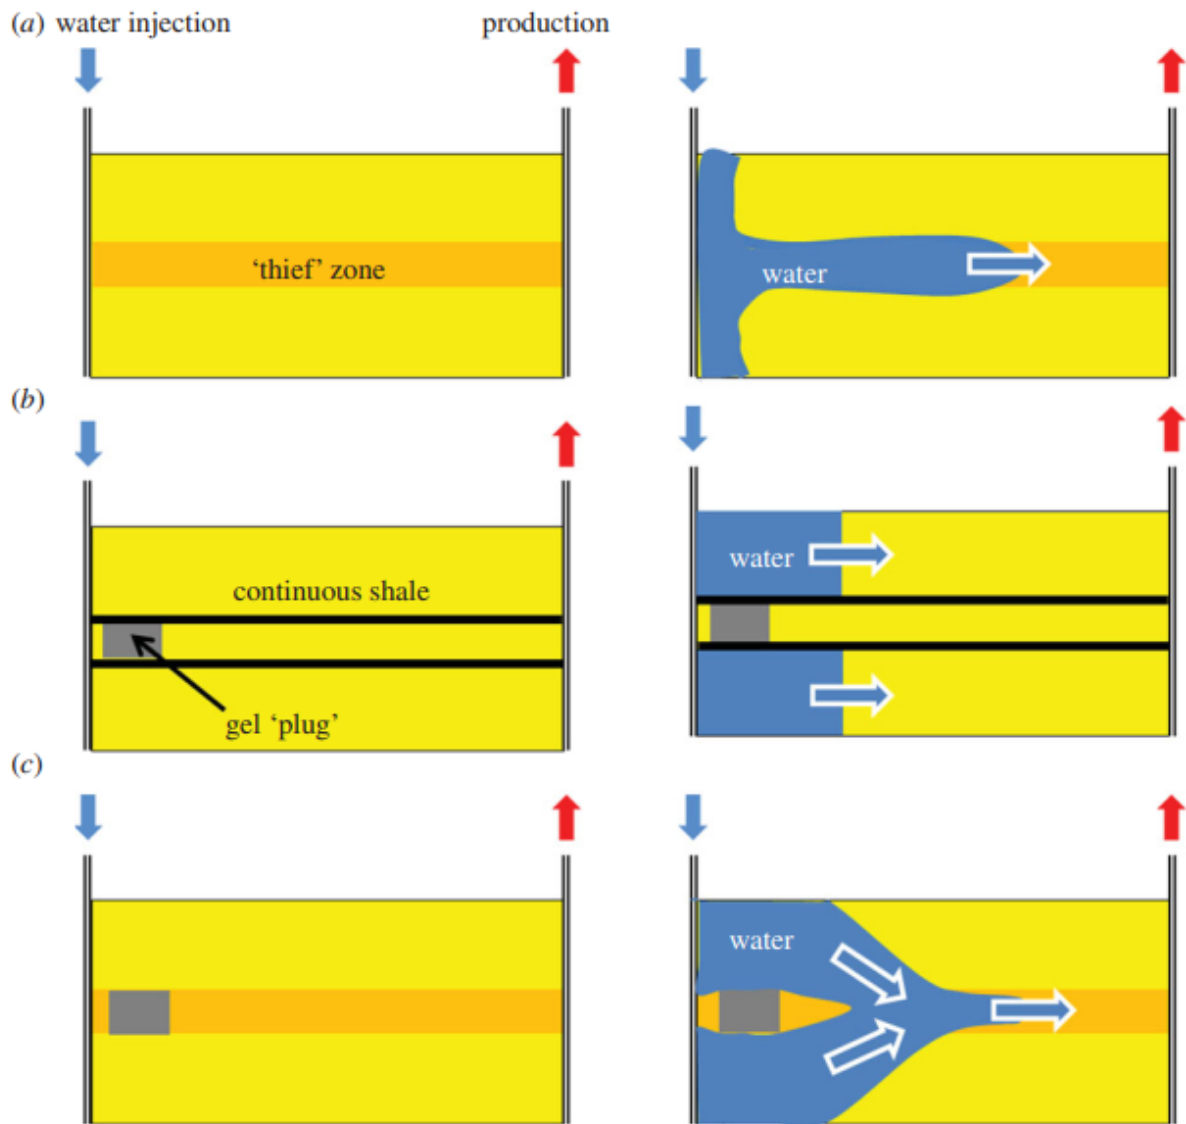 (a) water injection production
‘thief’ zone
water
(b)
water
continuous shale
gel ‘plug’
(c)
water